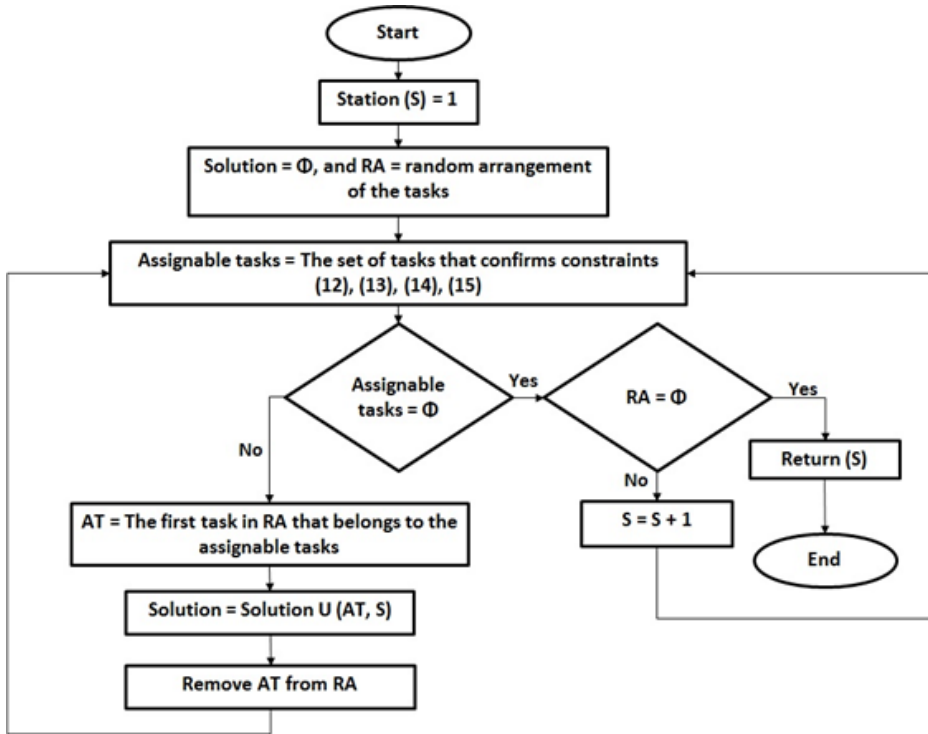 Start
Station (S) = 1
Solution = Φ, and RA = random arrangement
of the tasks
Assignable tasks = The set of tasks that confirms constraints
(12), (13), (14), (15)
Assignable
tasks = Φ
Yes
RA = Φ
Yes
No
Return (S)
No
AT = The first task in RA that belongs to the
assignable tasks
S = S + 1
End
Solution = Solution U (AT, S)
Remove AT from RA